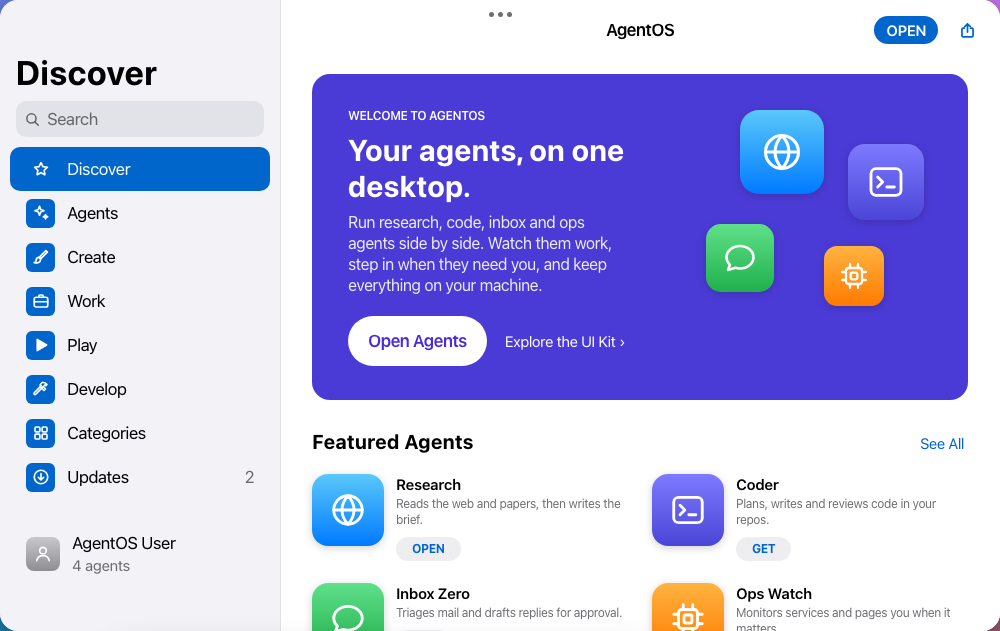 Discover
Search
Discover
Agents
Create
Work
Play
Develop
Categories
Updates 2
AgentOS User
4 agents
AgentOS
OPEN
WELCOME TO AGENTOS
Your agents, on one
desktop.
Run research, code, inbox and ops
agents side by side. Watch them work,
step in when they need you, and keep
everything on your machine.
Open Agents
Explore the UI Kit ›
Featured Agents
See All
Research
Reads the web and papers, then writes the
brief.
OPEN
Coder
Plans, writes and reviews code in your
repos.
GET
Inbox Zero
Triages mail and drafts replies for approval.
Ops Watch
Monitors services and pages you when it
matters.